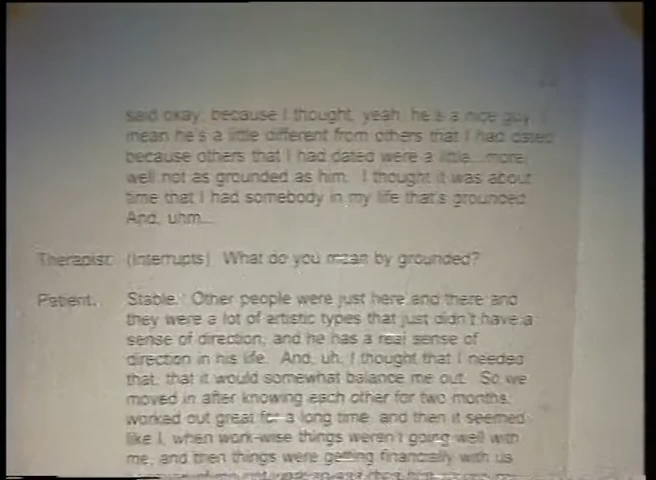 said okay, because I thought, yeah, he's a nice guy. I
mean he's a little different from others that I had dated
because others that I had dated were a little...more,
well not as grounded as him. I thought it was about
time that I had somebody in my life that's grounded.
And, uhm...
Therapist: (Interrupts) What do you mean by grounded?
Patient: Stable. Other people were just here and there and
they were a lot of artistic types that just didn't have a
sense of direction, and he has a real sense of
direction in his life. And, uh, I thought that I needed
that, that it would somewhat balance me out. So we
moved in after knowing each other for two months,
worked out great for a long time, and then it seemed
like I, when work-wise things weren't going well with
me, and then things were getting financially with us